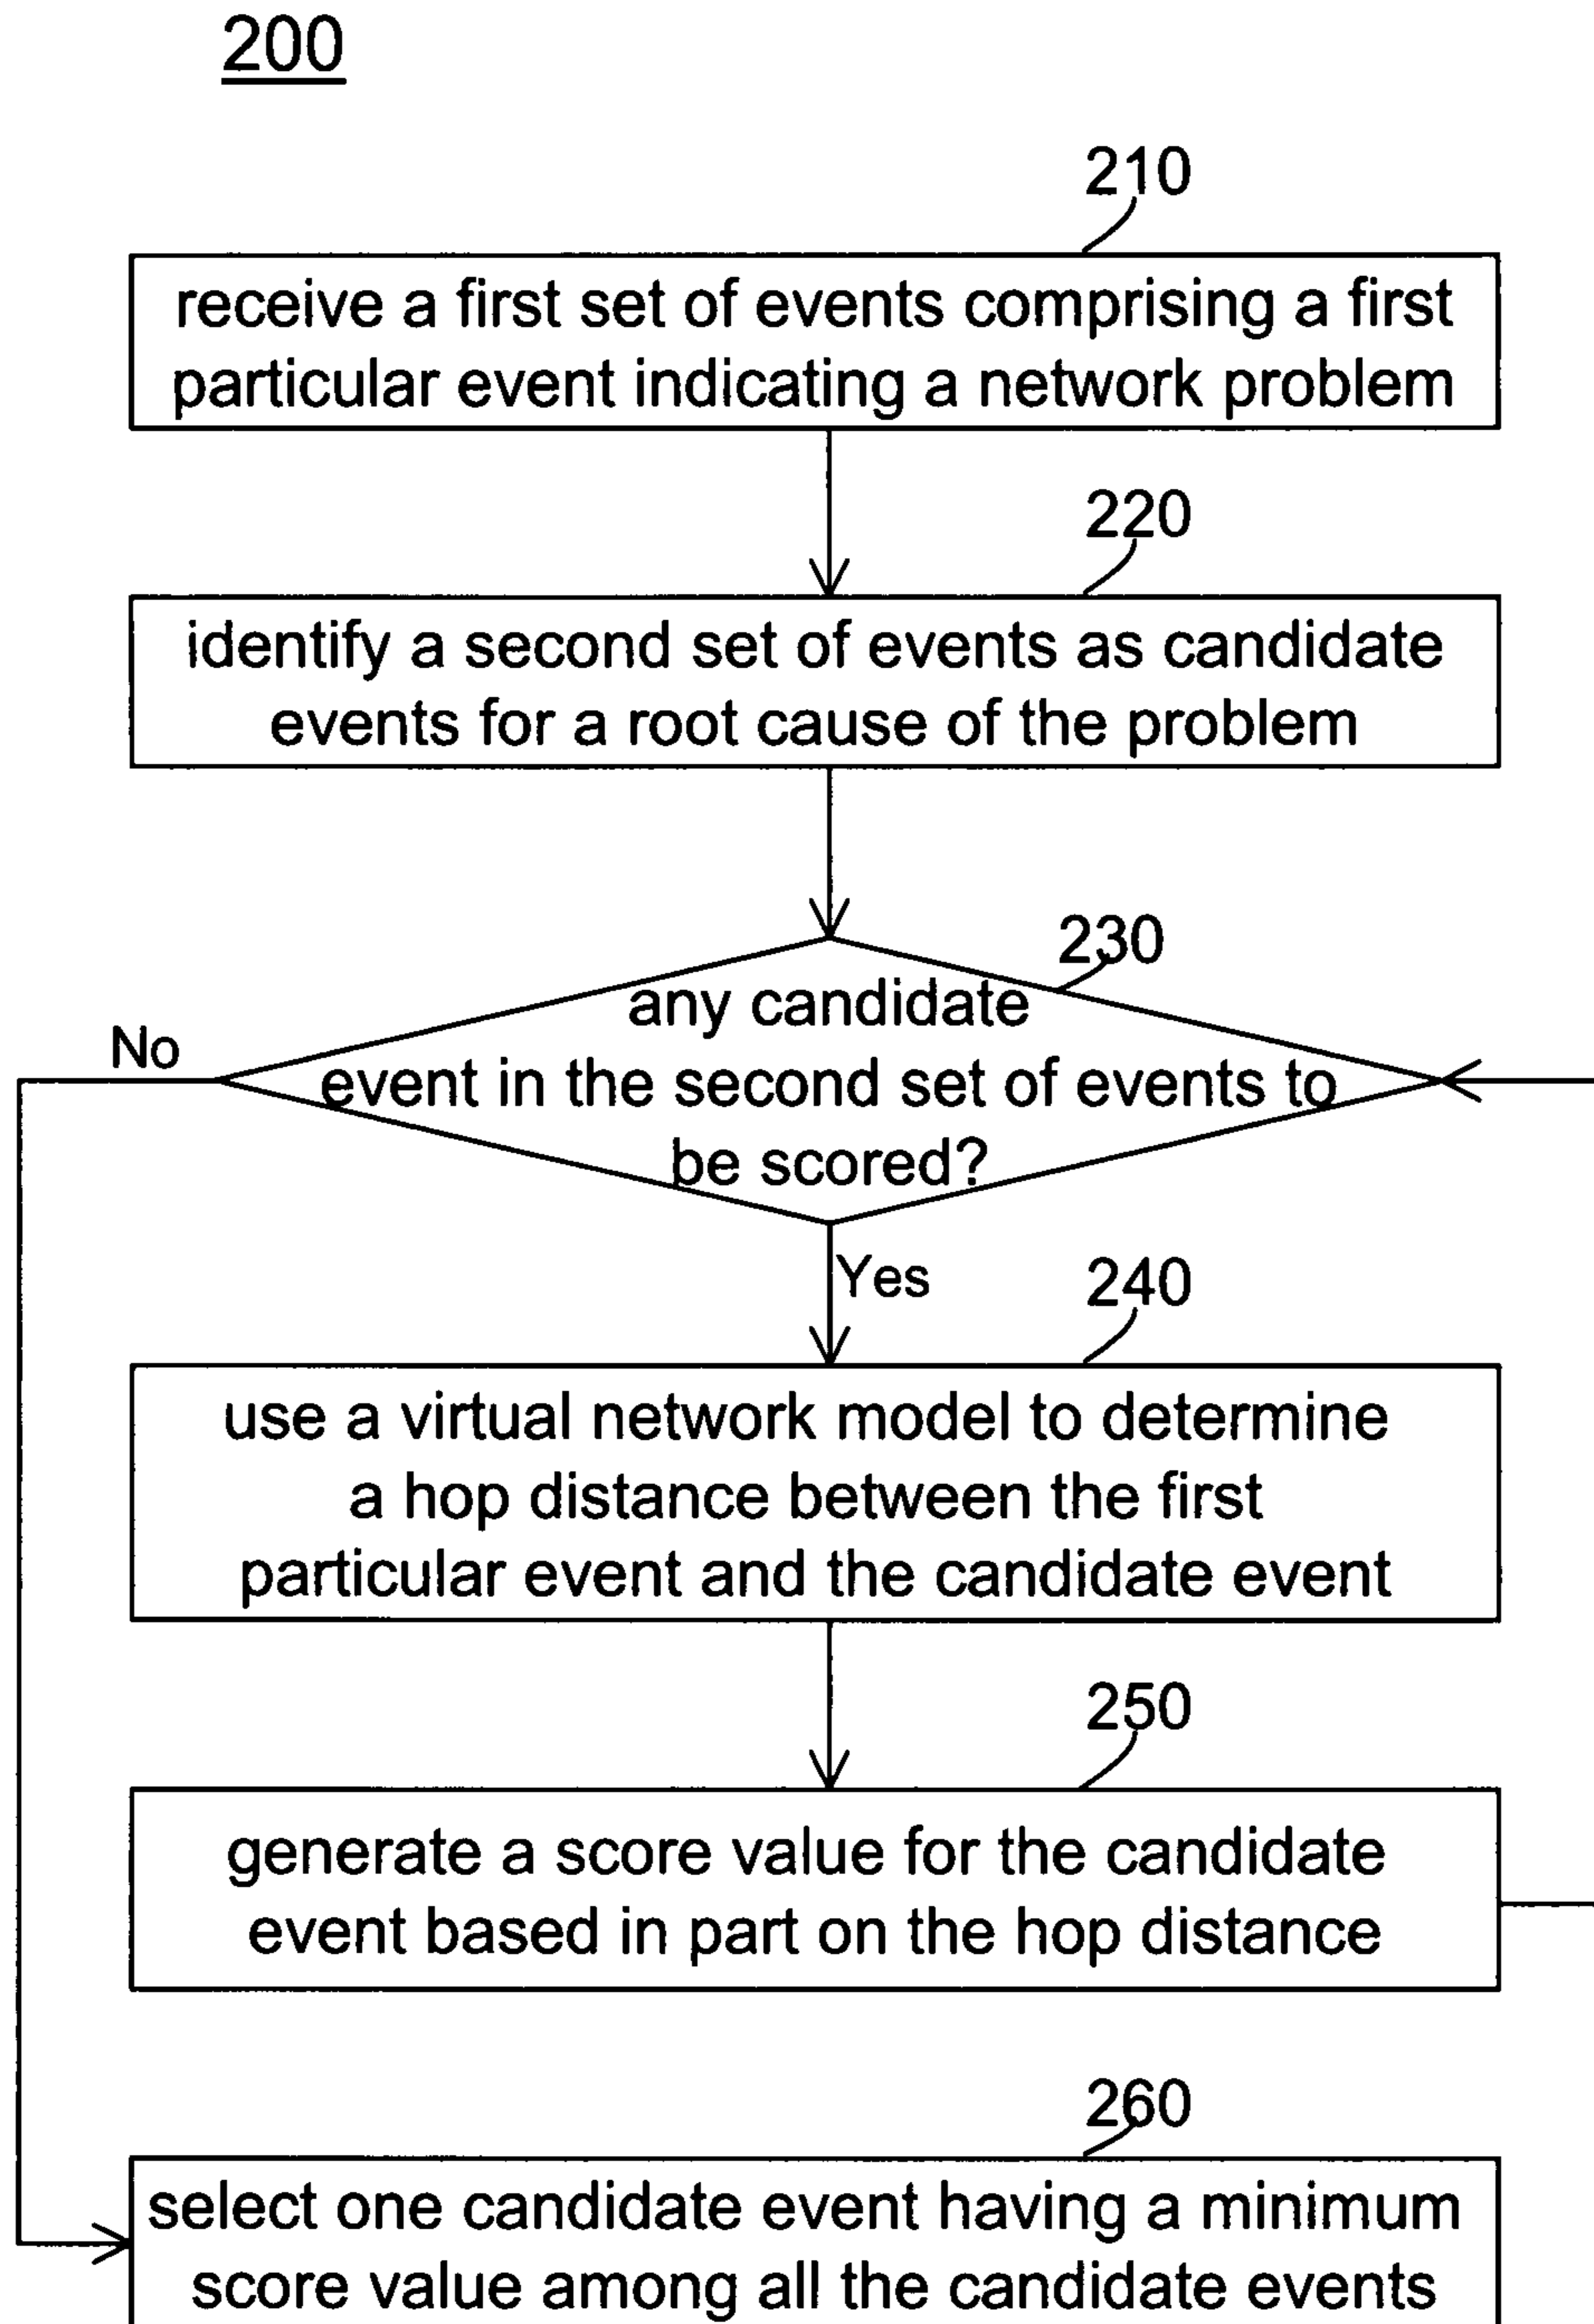 200
210
receive a first set of events comprising a first
particular event indicating a network problem
220
identify a second set of events as candidate
events for a root cause of the problem
230
any candidate
event in the second set of events to
be scored?
No
Yes
240
use a virtual network model to determine
a hop distance between the first
particular event and the candidate event
250
generate a score value for the candidate
event based in part on the hop distance
260
select one candidate event having a minimum
score value among all the candidate events